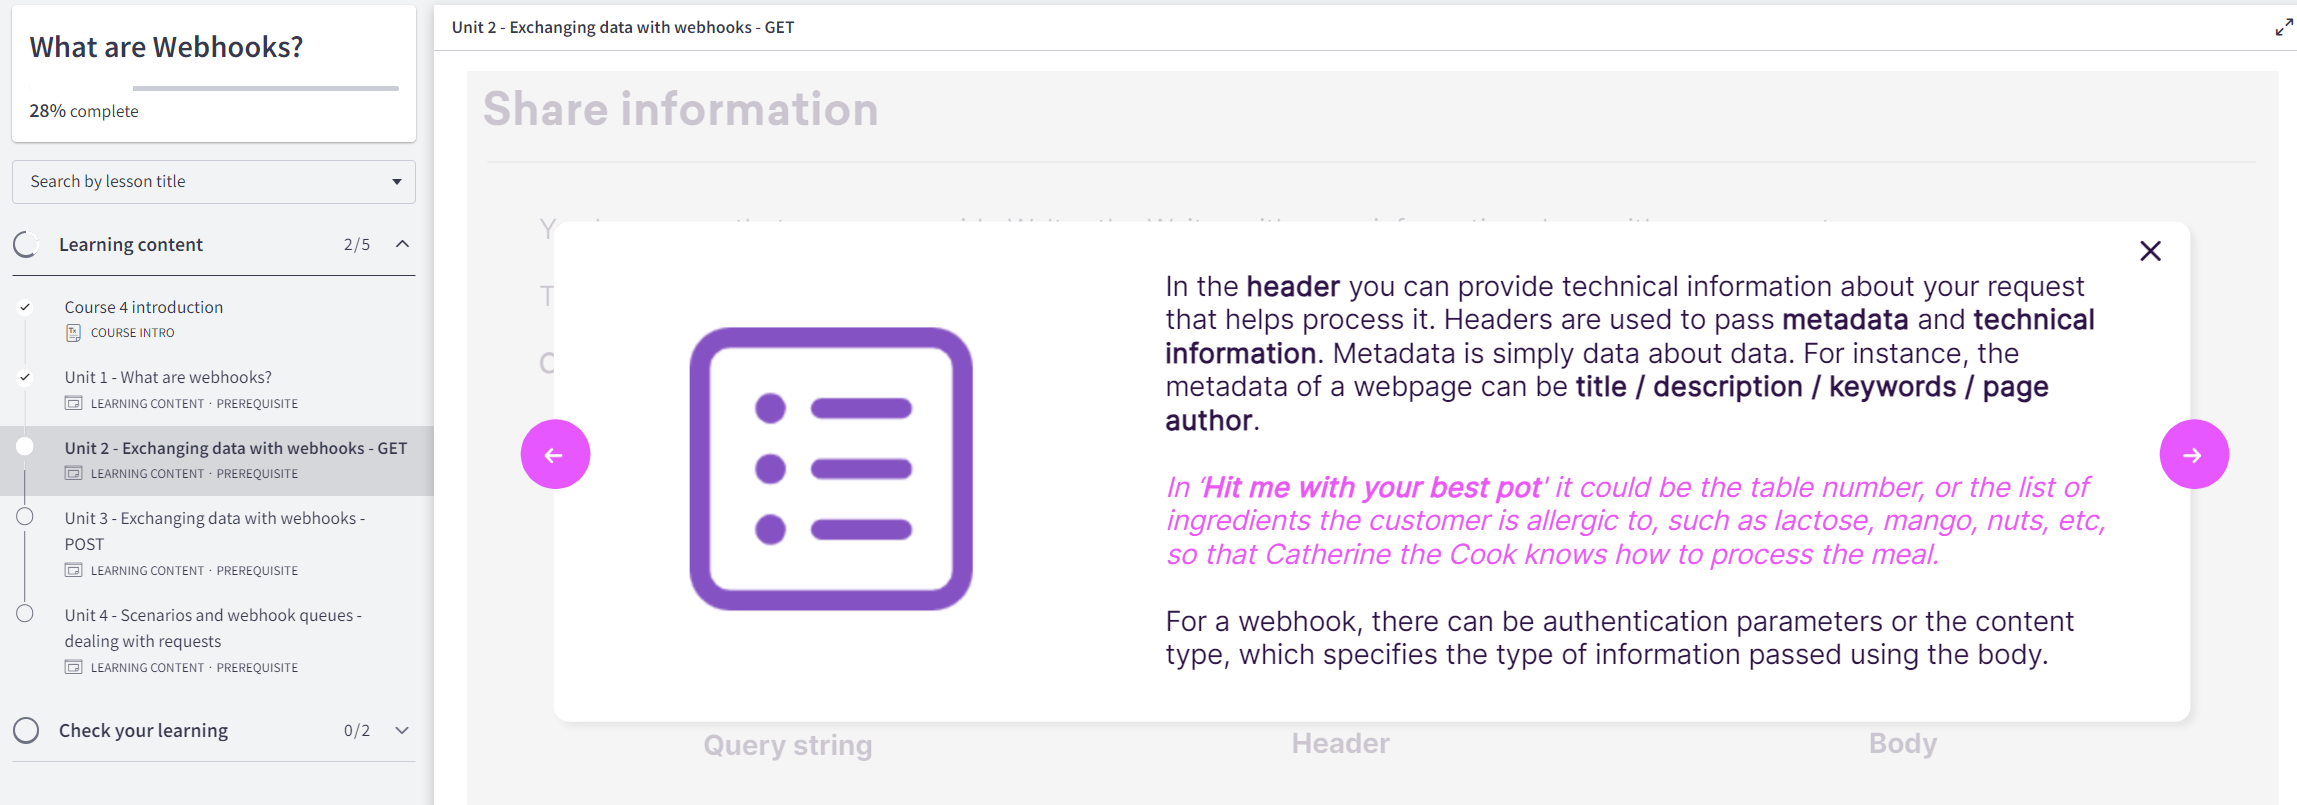 What are Webhooks?
28% complete
Search by lesson title
Learning content 2/5
Course 4 introduction
COURSE INTRO
Unit 1 - What are webhooks?
LEARNING CONTENT · PREREQUISITE
Unit 2 - Exchanging data with webhooks - GET
LEARNING CONTENT · PREREQUISITE
Unit 3 - Exchanging data with webhooks -
POST
LEARNING CONTENT · PREREQUISITE
Unit 4 - Scenarios and webhook queues -
dealing with requests
LEARNING CONTENT · PREREQUISITE
Check your learning 0/2
Unit 2 - Exchanging data with webhooks - GET
Share information
In the header you can provide technical information about your request
that helps process it. Headers are used to pass metadata and technical
information. Metadata is simply data about data. For instance, the
metadata of a webpage can be title / description / keywords / page
author.
In ‘Hit me with your best pot' it could be the table number, or the list of
ingredients the customer is allergic to, such as lactose, mango, nuts, etc,
so that Catherine the Cook knows how to process the meal.
For a webhook, there can be authentication parameters or the content
type, which specifies the type of information passed using the body.
Query string
Header
Body